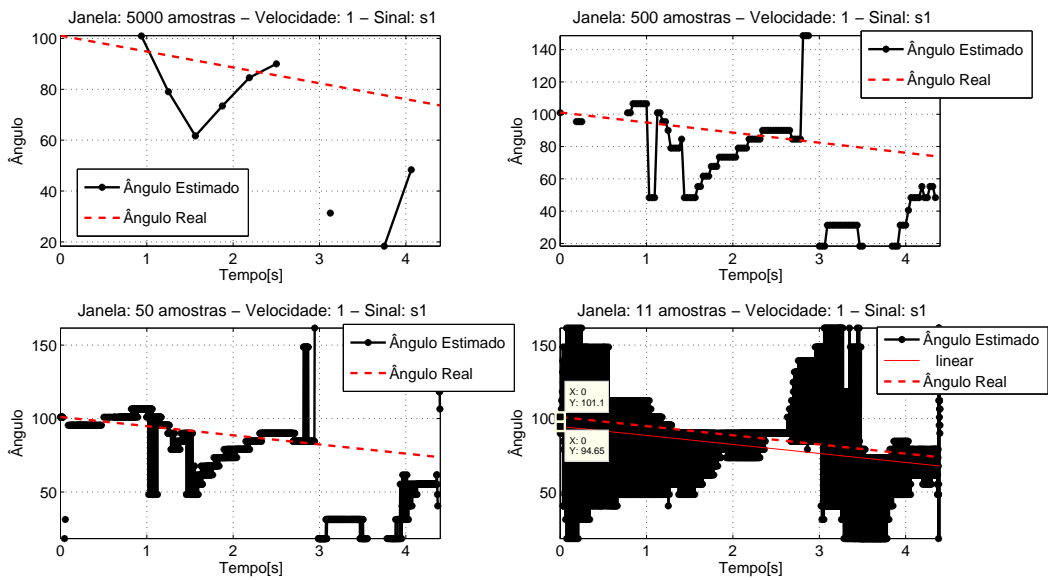 Janela: 5000 amostras – Velocidade: 1 – Sinal: s1
100
80
60
40
20
Ângulo
Ângulo Estimado
Ângulo Real
0
1
2
3
4
Tempo[s]
Janela: 500 amostras – Velocidade: 1 – Sinal: s1
140
120
100
80
60
40
20
Ângulo
Ângulo Estimado
Ângulo Real
0
1
2
3
4
Tempo[s]
Janela: 50 amostras – Velocidade: 1 – Sinal: s1
150
100
50
Ângulo
Ângulo Estimado
Ângulo Real
0
1
2
3
4
Tempo[s]
Janela: 11 amostras – Velocidade: 1 – Sinal: s1
150
100
50
Ângulo
Ângulo Estimado
linear
Ângulo Real
X: 0
Y: 101.1
X: 0
Y: 94.65
0
1
2
3
4
Tempo[s]